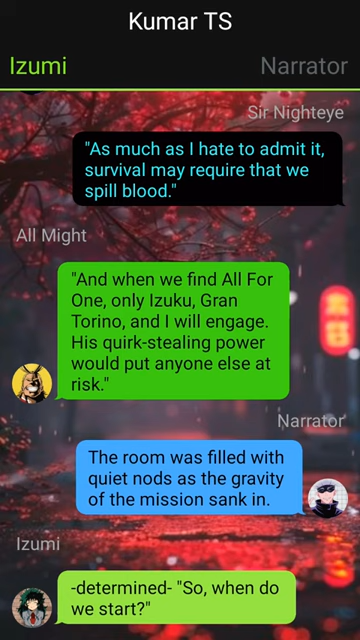 Kumar TS
Izumi
Narrator
Sir Nighteye
"As much as I hate to admit it,
survival may require that we
spill blood."
All Might
"And when we find All For
One, only Izuku, Gran
Torino, and I will engage.
His quirk-stealing power
would put anyone else at
risk."
Narrator
The room was filled with
quiet nods as the gravity
of the mission sank in.
Izumi
-determined- "So, when do
we start?"